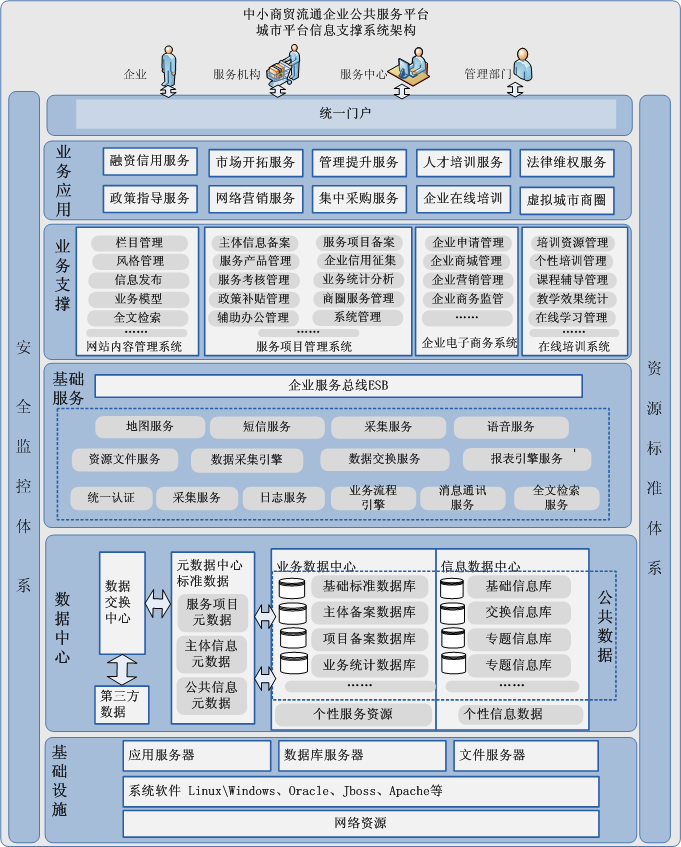 中小商贸流通企业公共服务平台
城市平台信息支撑系统架构
企业
服务机构
服务中心
管理部门
统一门户
业务应用
融资信用服务
市场开拓服务
管理提升服务
人才培训服务
法律维权服务
政策指导服务
网络营销服务
集中采购服务
企业在线培训
虚拟城市商圈
业务支撑
栏目管理
风格管理
信息发布
业务模型
全文检索
……
网站内容管理系统
主体信息备案
服务产品管理
服务考核管理
政策补贴管理
辅助办公管理
服务项目备案
企业信用征集
业务统计分析
商圈服务管理
系统管理
……
服务项目管理系统
企业申请管理
企业商城管理
企业营销管理
企业商务监管
……
企业电子商务系统
培训资源管理
个性培训管理
课程辅导管理
教学效果统计
在线学习管理
……
在线培训系统
安全监控体系
资源标准体系
基础
服务
企业服务总线ESB
地图服务
短信服务
采集服务
语音服务
资源文件服务
数据采集引擎
数据交换服务
报表引擎服务
统一认证
采集服务
日志服务
业务流程
引擎
消息通讯
服务
全文检索
服务
数据中心
数据
交换
中心
第三方
数据
元数据中心
标准数据
服务项目
元数据
主体信息
元数据
公共信息
元数据
业务数据中心
基础标准数据库
主体备案数据库
项目备案数据库
业务统计数据库
……
个性服务资源
信息数据中心
基础信息库
交换信息库
专题信息库
专题信息库
……
个性信息数据
公共数据
基础设施
应用服务器
数据库服务器
文件服务器
系统软件 Linux\Windows、Oracle、Jboss、Apache等
网络资源